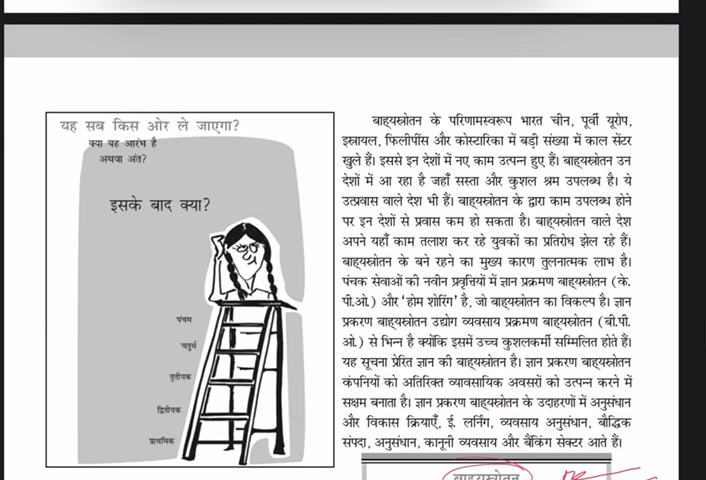 यह सब किस ओर ले जाएगा?
क्या यह आरंभ है
अथवा अंत?
इसके बाद क्या?
पंचम
चतुर्थ
तृतीयक
द्वितीयक
प्राथमिक
बाह्यस्रोतन के परिणामस्वरूप भारत चीन, पूर्वी यूरोप,
इस्रायल, फिलीपींस और कोस्टारिका में बड़ी संख्या में काल सेंटर
खुले हैं। इससे इन देशों में नए काम उत्पन्न हुए हैं। बाह्यस्रोतन उन
देशों में आ रहा है जहाँ सस्ता और कुशल श्रम उपलब्ध है। ये
उत्प्रवास वाले देश भी हैं। बाह्यस्रोतन के द्वारा काम उपलब्ध होने
पर इन देशों से प्रवास कम हो सकता है। बाह्यस्रोतन वाले देश
अपने यहाँ काम तलाश कर रहे युवकों का प्रतिरोध झेल रहे हैं।
बाह्यस्रोतन के बने रहने का मुख्य कारण तुलनात्मक लाभ है।
पंचक सेवाओं की नवीन प्रवृत्तियों में ज्ञान प्रक्रमण बाह्यस्रोतन (के.
पी.ओ.) और ‘होम शोरिंग’ है, जो बाह्यस्रोतन का विकल्प है। ज्ञान
प्रकरण बाह्यस्रोतन उद्योग व्यवसाय प्रक्रमण बाह्यस्रोतन (बी.पी.
ओ.) से भिन्न है क्योंकि इसमें उच्च कुशलकर्मी सम्मिलित होते हैं।
यह सूचना प्रेरित ज्ञान की बाह्यस्रोतन है। ज्ञान प्रकरण बाह्यस्रोतन
कंपनियों को अतिरिक्त व्यावसायिक अवसरों को उत्पन्न करने में
सक्षम बनाता है। ज्ञान प्रकरण बाह्यस्रोतन के उदाहरणों में अनुसंधान
और विकास क्रियाएँ, ई. लर्निंग, व्यवसाय अनुसंधान, बौद्धिक
संपदा, अनुसंधान, कानूनी व्यवसाय और बैंकिंग सेक्टर आते हैं।
बाह्यस्रोतन